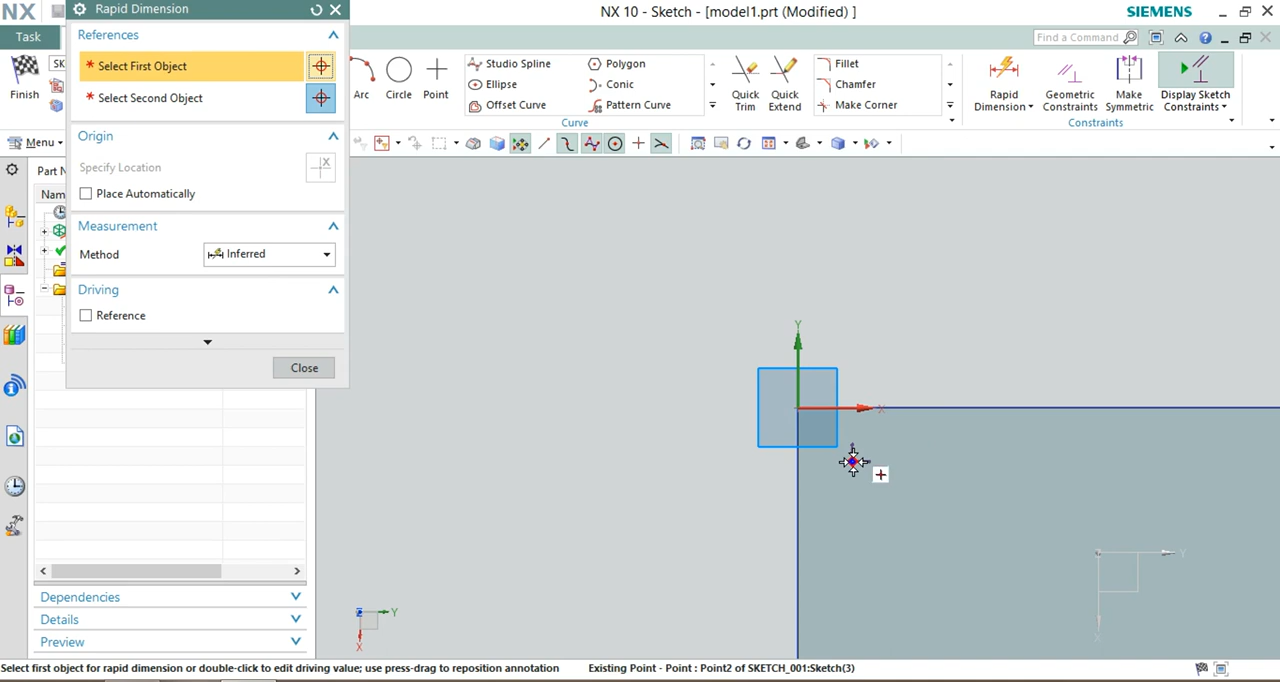 NX
Rapid Dimension
NX 10 - Sketch - [model1.prt (Modified) ]
SIEMENS
Task
References
Find a Command
Select First Object
Select Second Object
Finish
SK
Arc
Circle
Point
Studio Spline
Polygon
Ellipse
Conic
Offset Curve
Pattern Curve
Curve
Quick Trim
Quick Extend
Fillet
Chamfer
Make Corner
Rapid Dimension
Geometric Constraints
Make Symmetric
Display Sketch Constraints
Constraints
Menu
Origin
Specify Location
Place Automatically
Part N
Nam
Measurement
Method
Inferred
Driving
Reference
Close
Y
X
Y
X
Z
Y
X
Dependencies
Details
Preview
Select first object for rapid dimension or double-click to edit driving value; use press-drag to reposition annotation
Existing Point - Point : Point2 of SKETCH_001:Sketch(3)